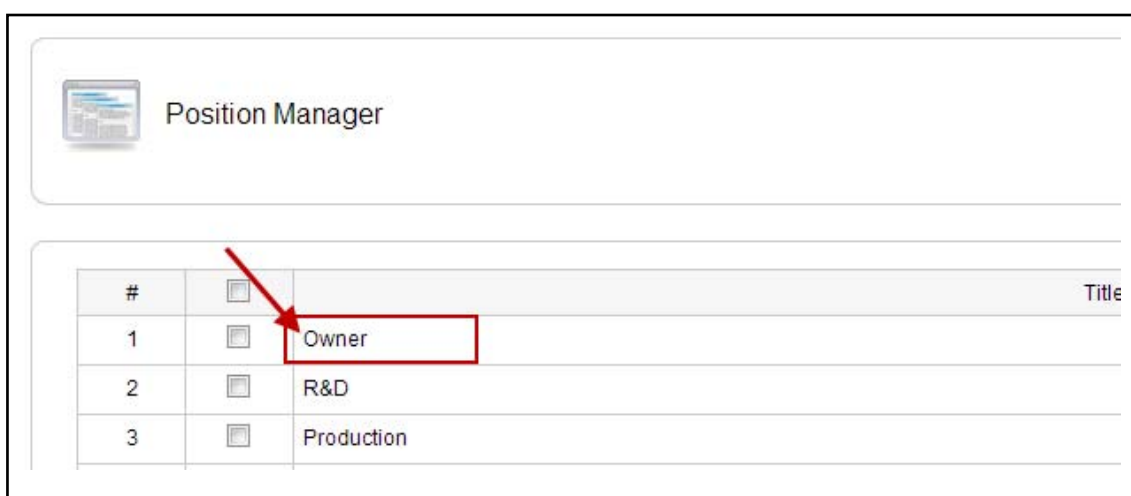 Position Manager
# Title
1 Owner
2 R&D
3 Production